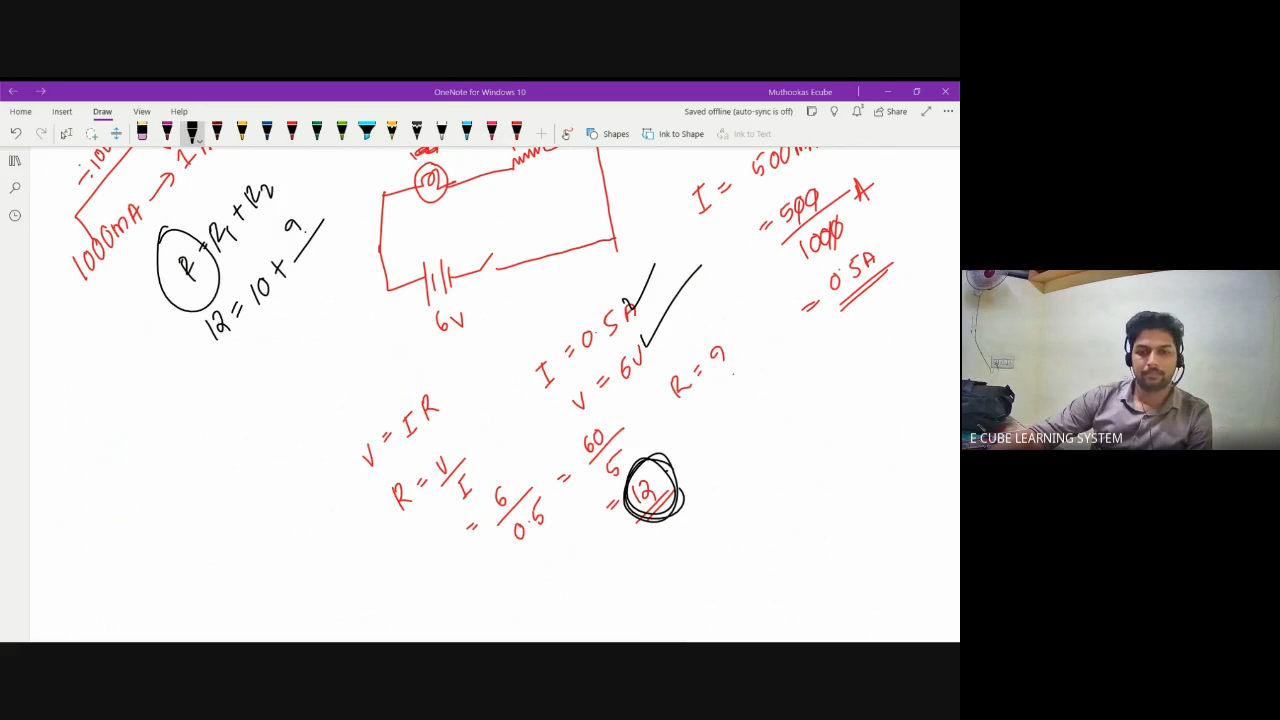 OneNote for Windows 10
Muthookas Ecube
Home Insert Draw View Help
Saved offline (auto-sync is off)
Share
Shapes
Ink to Shape
Ink to Text
1000mA →
R = R1 + R2
12 = 10 + ?
6V
I = 500m
= 500/1000 A
= 0.5A
I = 0.5A
V = 6V
R = ?
V = IR
R = V/I
= 6/0.5
= 60/5
= 12
E CUBE LEARNING SYSTEM